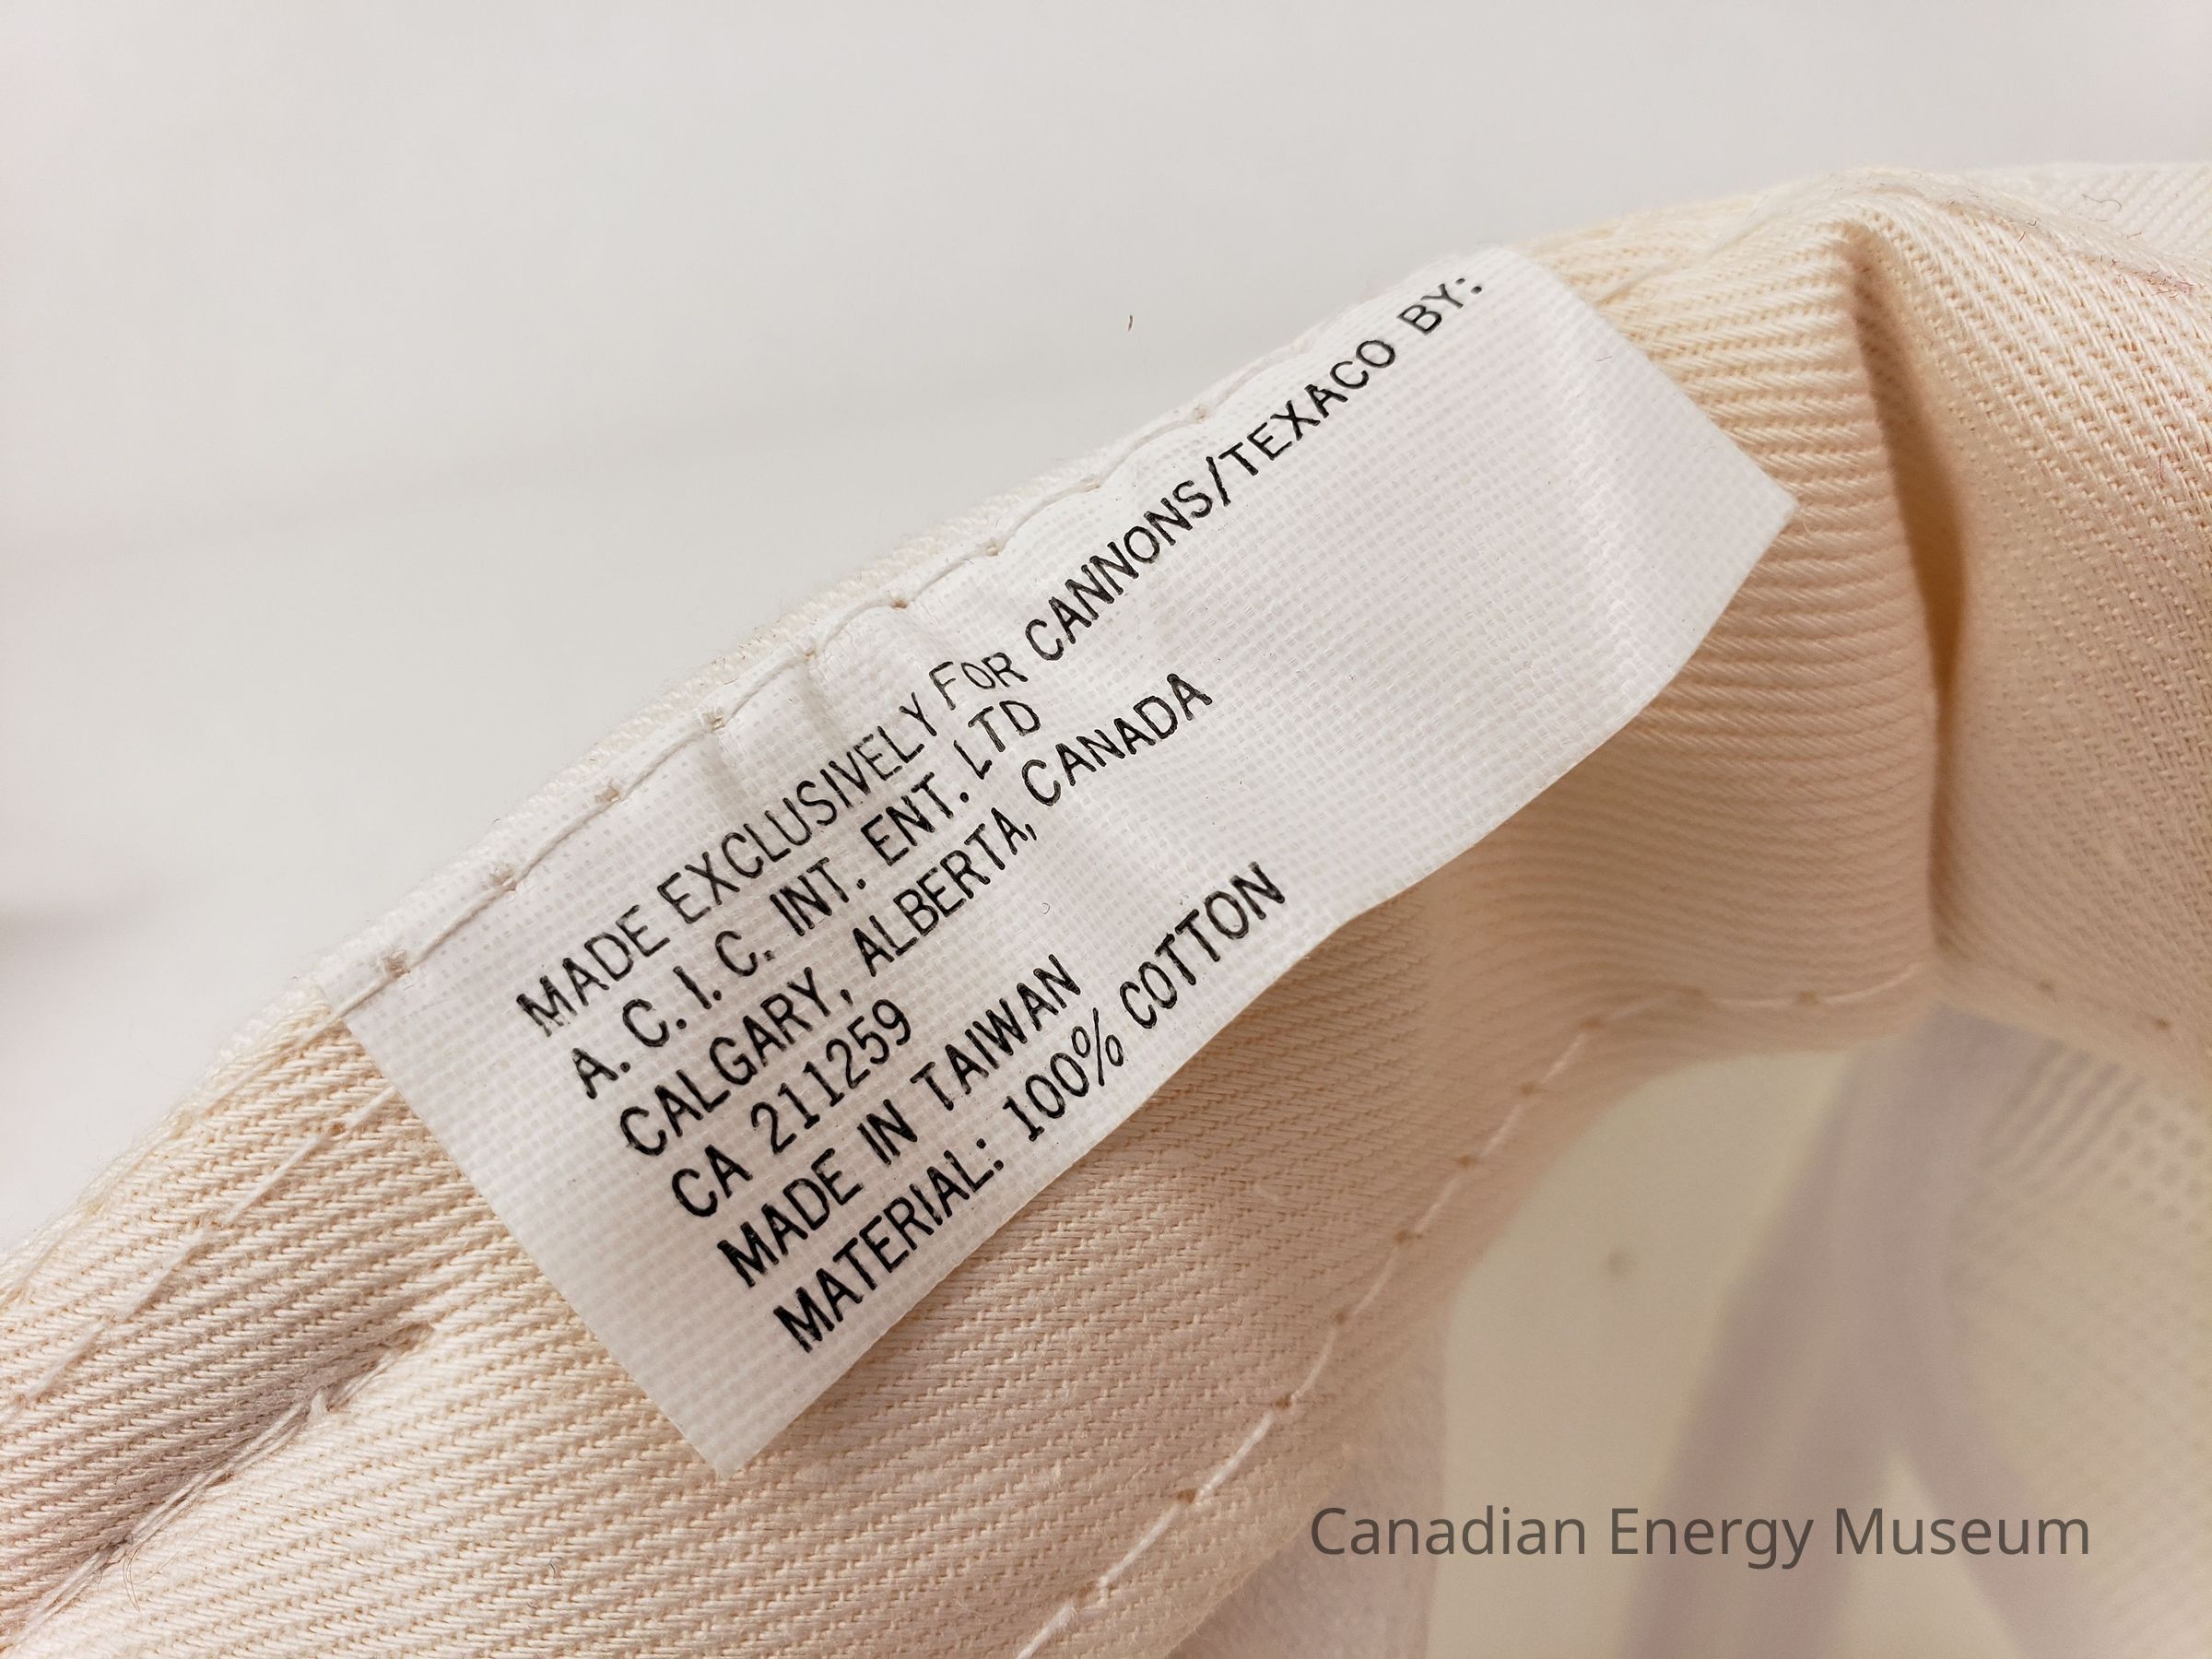 MADE EXCLUSIVELY FOR CANNONS/TEXACO BY:
A. C. I. C. INT. ENT. LTD
CALGARY, ALBERTA, CANADA
CA 211259
MADE IN TAIWAN
MATERIAL: 100% COTTON
Canadian Energy Museum